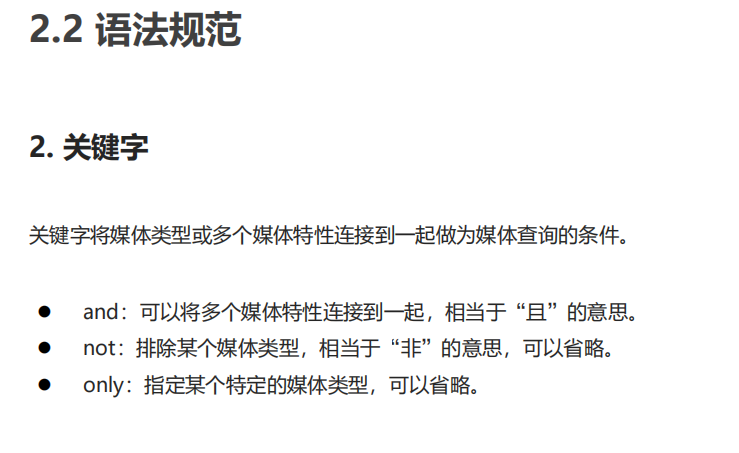 2.2 语法规范
2. 关键字
关键字将媒体类型或多个媒体特性连接到一起做为媒体查询的条件。
● and：可以将多个媒体特性连接到一起，相当于“且”的意思。
● not：排除某个媒体类型，相当于“非”的意思，可以省略。
● only：指定某个特定的媒体类型，可以省略。